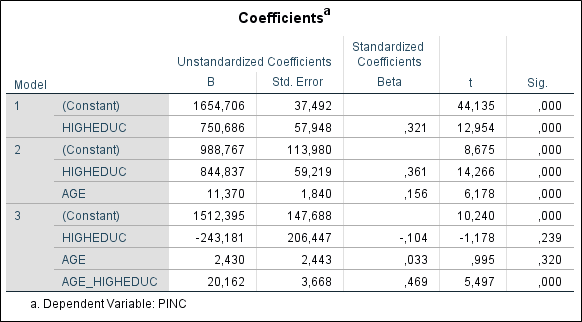 Coefficientsa
Unstandardized Coefficients Standardized Coefficients
Model B Std. Error Beta t Sig.
1 (Constant) 1654,706 37,492 44,135 ,000
HIGHEDUC 750,686 57,948 ,321 12,954 ,000
2 (Constant) 988,767 113,980 8,675 ,000
HIGHEDUC 844,837 59,219 ,361 14,266 ,000
AGE 11,370 1,840 ,156 6,178 ,000
3 (Constant) 1512,395 147,688 10,240 ,000
HIGHEDUC -243,181 206,447 -,104 -1,178 ,239
AGE 2,430 2,443 ,033 ,995 ,320
AGE_HIGHEDUC 20,162 3,668 ,469 5,497 ,000
a. Dependent Variable: PINC